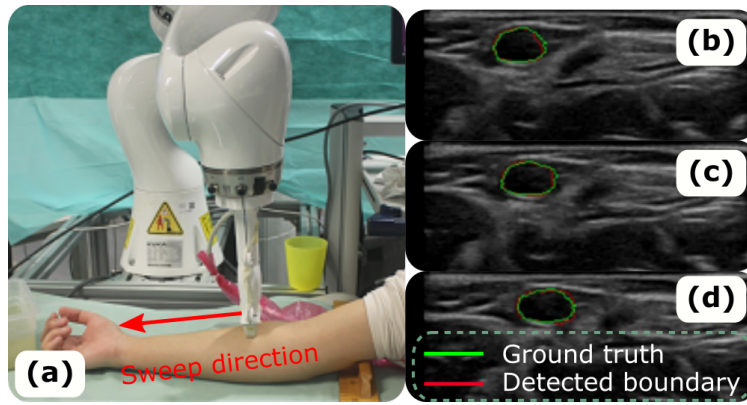 (a)
Sweep direction
(b)
(c)
(d)
Ground truth
Detected boundary